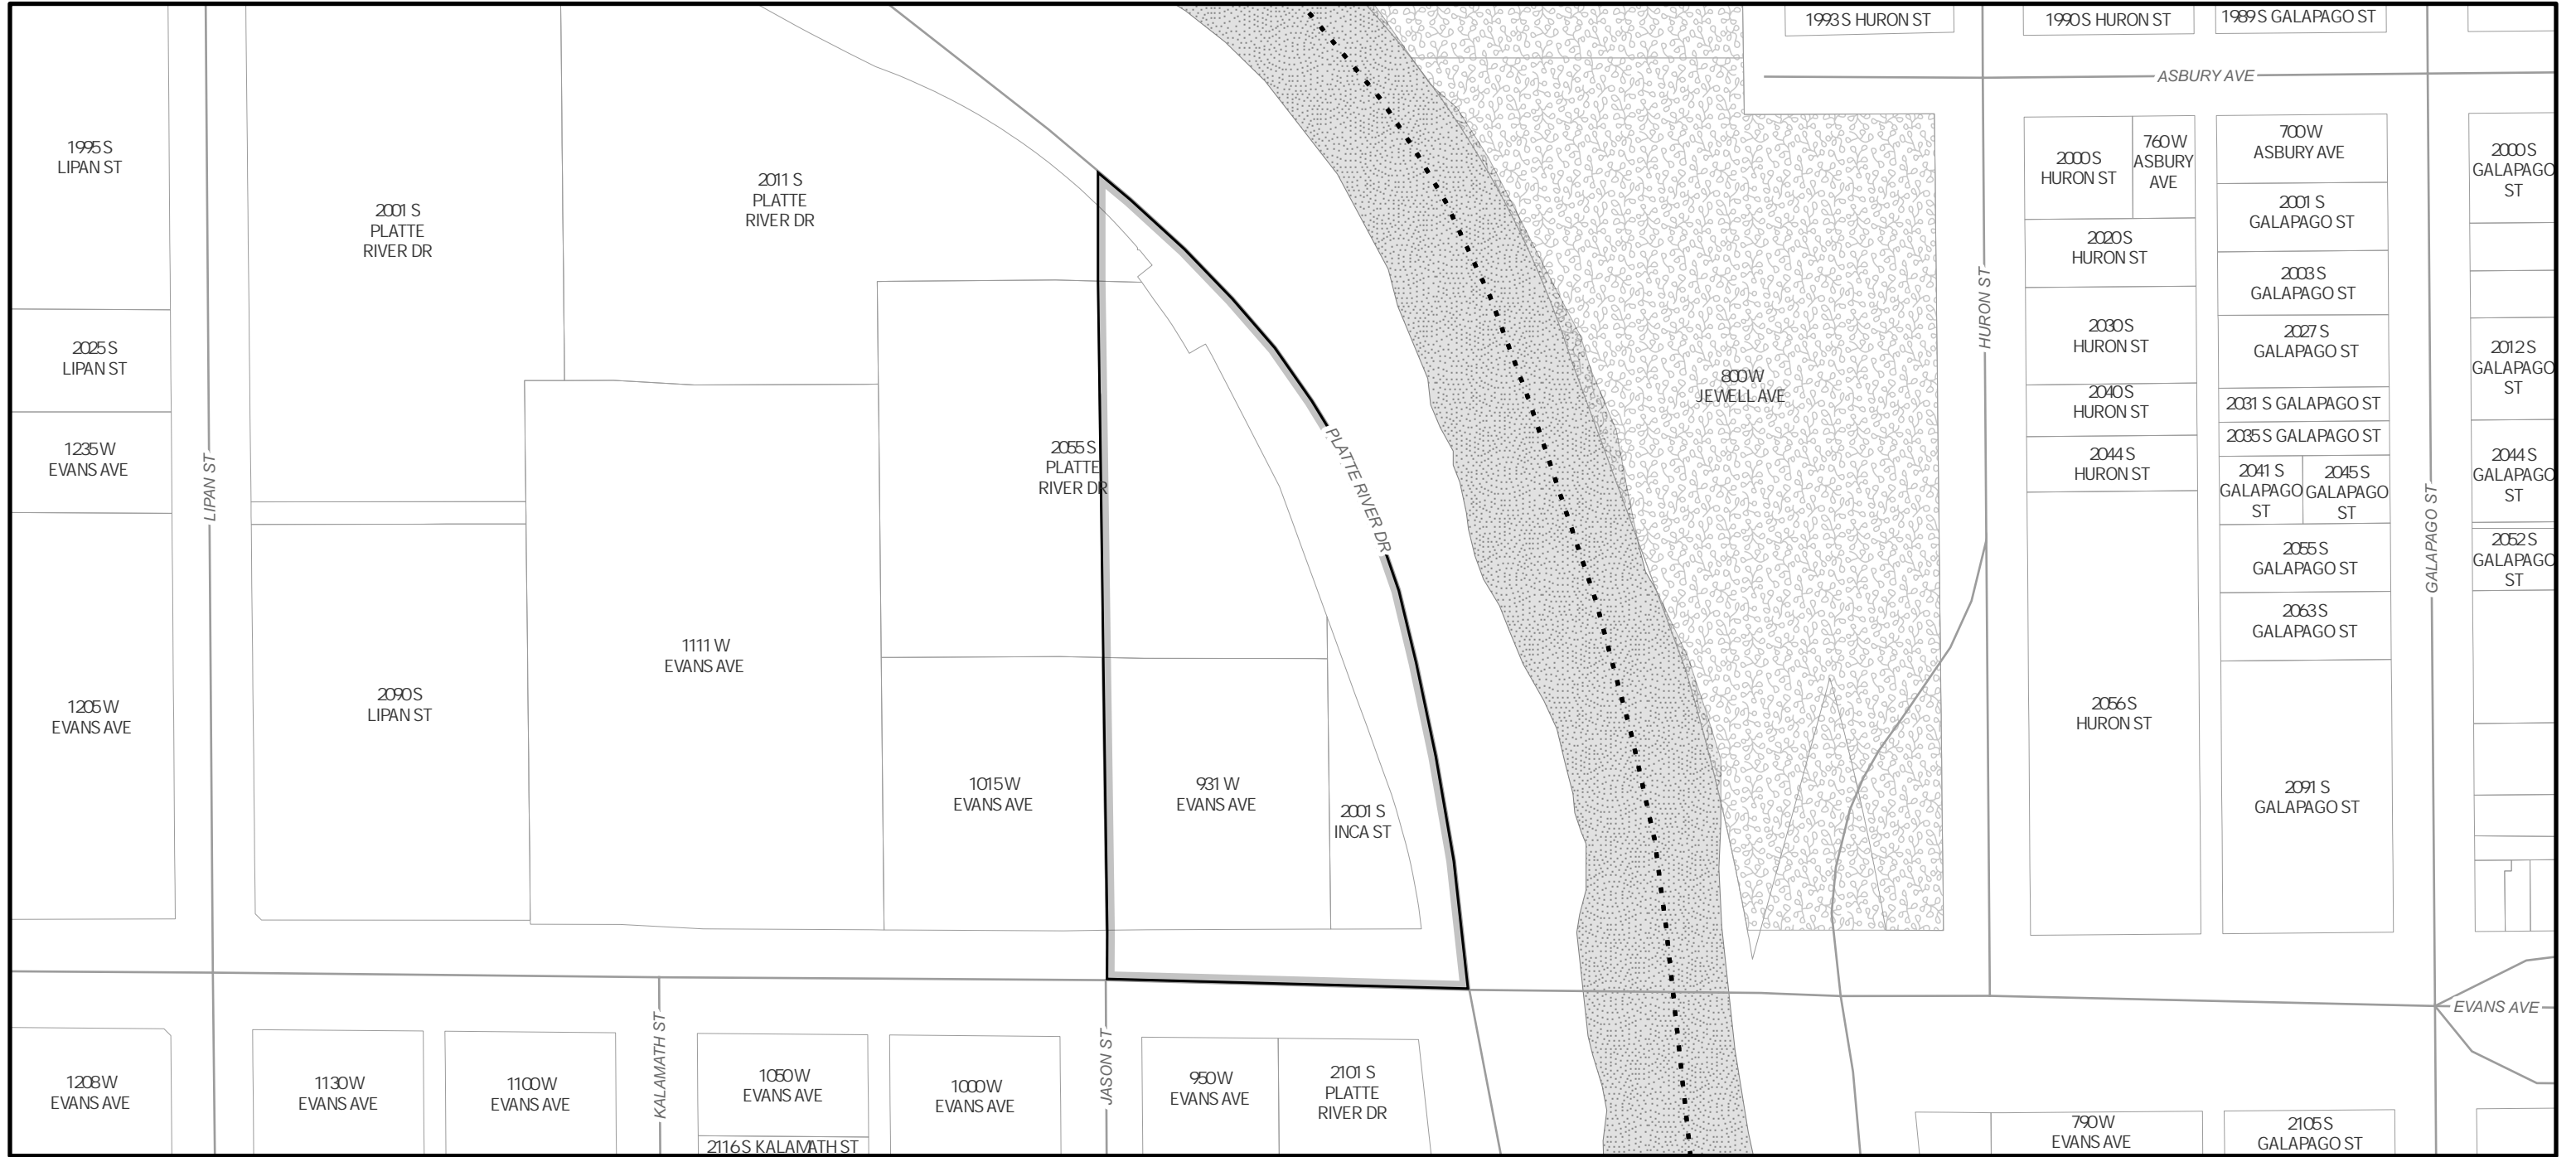 1993 S HURON ST
1990 S HURON ST
1989 S GALAPAGO ST
ASBURY AVE
1995 S
LIPAN ST
2001 S
PLATTE
RIVER DR
2011 S
PLATTE
RIVER DR
2000 S
HURON ST
760 W
ASBURY
AVE
700 W
ASBURY AVE
2000 S
GALAPAGO
ST
2001 S
GALAPAGO ST
2020 S
HURON ST
2003 S
GALAPAGO ST
HURON ST
2025 S
LIPAN ST
2030 S
HURON ST
2027 S
GALAPAGO ST
2012 S
GALAPAGO
ST
800 W
JEWELL AVE
2040 S
HURON ST
2031 S GALAPAGO ST
1235 W
EVANS AVE
LIPAN ST
2055 S
PLATTE
RIVER DR
PLATTE RIVER DR
2044 S
HURON ST
2035 S GALAPAGO ST
2041 S
GALAPAGO
ST
2045 S
GALAPAGO
ST
GALAPAGO ST
2044 S
GALAPAGO
ST
2055 S
GALAPAGO ST
2052 S
GALAPAGO
ST
2063 S
GALAPAGO ST
1205 W
EVANS AVE
2090 S
LIPAN ST
1111 W
EVANS AVE
2056 S
HURON ST
1015 W
EVANS AVE
931 W
EVANS AVE
2001 S
INCA ST
2091 S
GALAPAGO ST
EVANS AVE
1208 W
EVANS AVE
1130 W
EVANS AVE
1100 W
EVANS AVE
KALAMATH ST
1050 W
EVANS AVE
2116 S KALAMATH ST
1000 W
EVANS AVE
JASON ST
950 W
EVANS AVE
2101 S
PLATTE
RIVER DR
790 W
EVANS AVE
2105 S
GALAPAGO ST